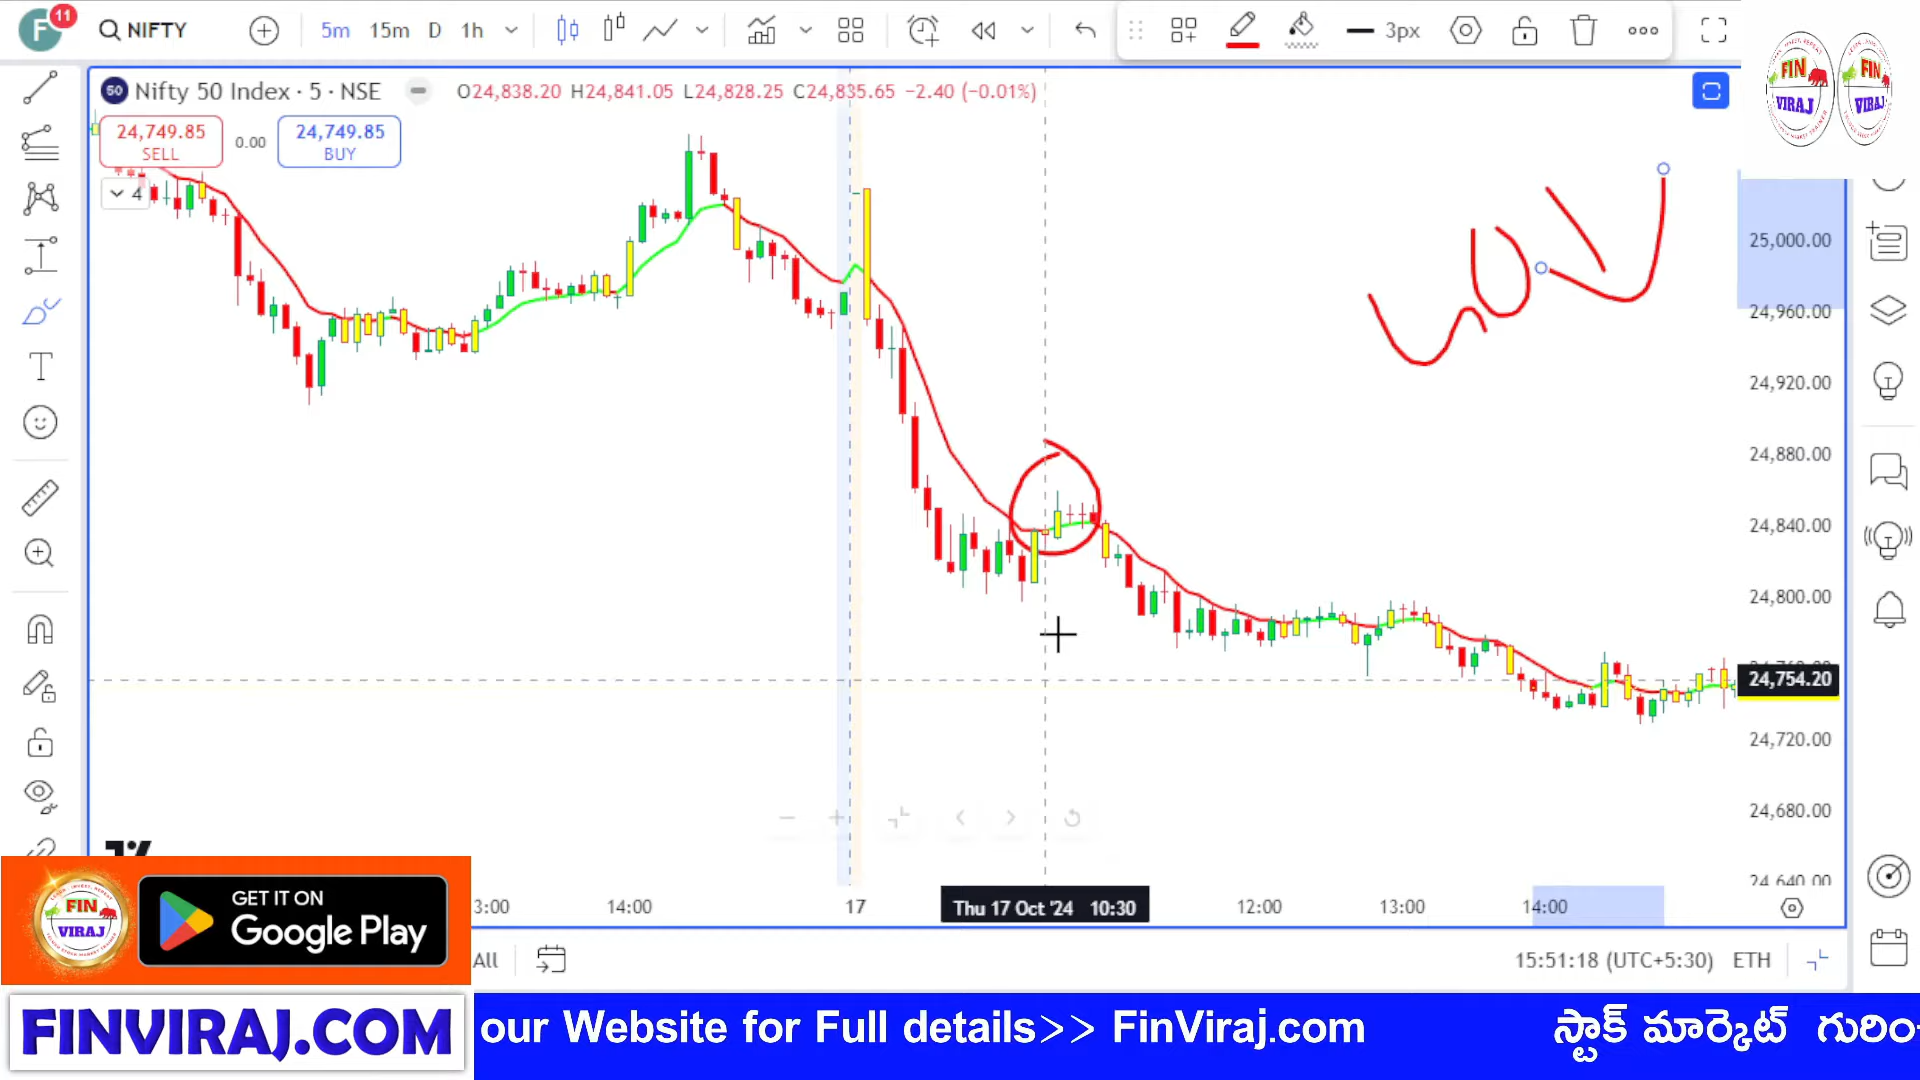 F 11 NIFTY 5m 15m D 1h 3px
Nifty 50 Index · 5 · NSE O24,838.20 H24,841.05 L24,828.25 C24,835.65 −2.40 (−0.01%)
24,749.85 SELL 0.00 24,749.85 BUY
4
FIN VIRAJ FIN VIRAJ
25,000.00
24,960.00
24,920.00
24,880.00
24,840.00
24,800.00
24,754.20
24,720.00
24,680.00
24,640.00
3:00 14:00 17 Thu 17 Oct '24 10:30 12:00 13:00 14:00
All 15:51:18 (UTC+5:30) ETH
FIN VIRAJ
GET IT ON
Google Play
FINVIRAJ.COM our Website for Full details>> FinViraj.com స్టాక్ మార్కెట్ గురిం